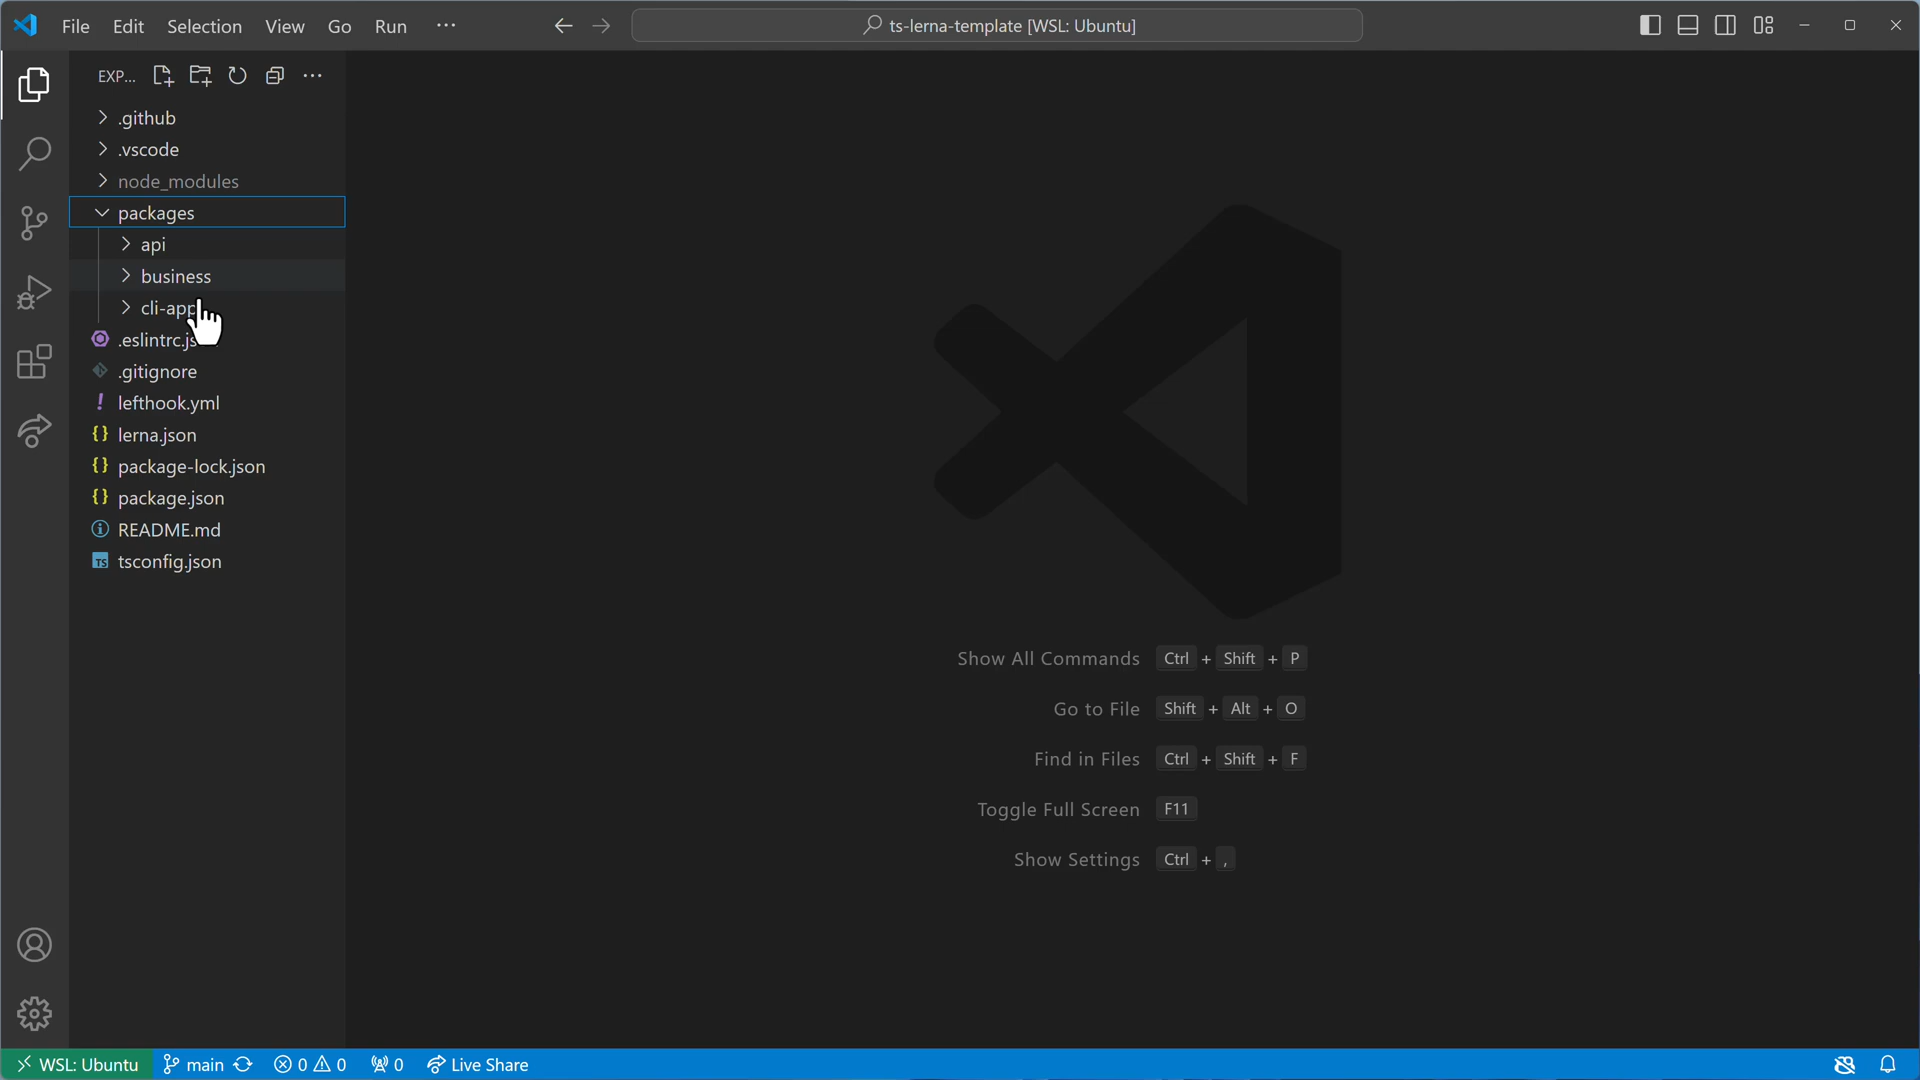 File Edit Selection View Go Run ···
ts-lerna-template [WSL: Ubuntu]
EXP...
.github
.vscode
node_modules
packages
api
business
cli-app
.eslintrc.js
.gitignore
! lefthook.yml
{} lerna.json
{} package-lock.json
{} package.json
README.md
TS tsconfig.json
Show All Commands Ctrl + Shift + P
Go to File Shift + Alt + O
Find in Files Ctrl + Shift + F
Toggle Full Screen F11
Show Settings Ctrl + ,
WSL: Ubuntu main 0 0 0 Live Share